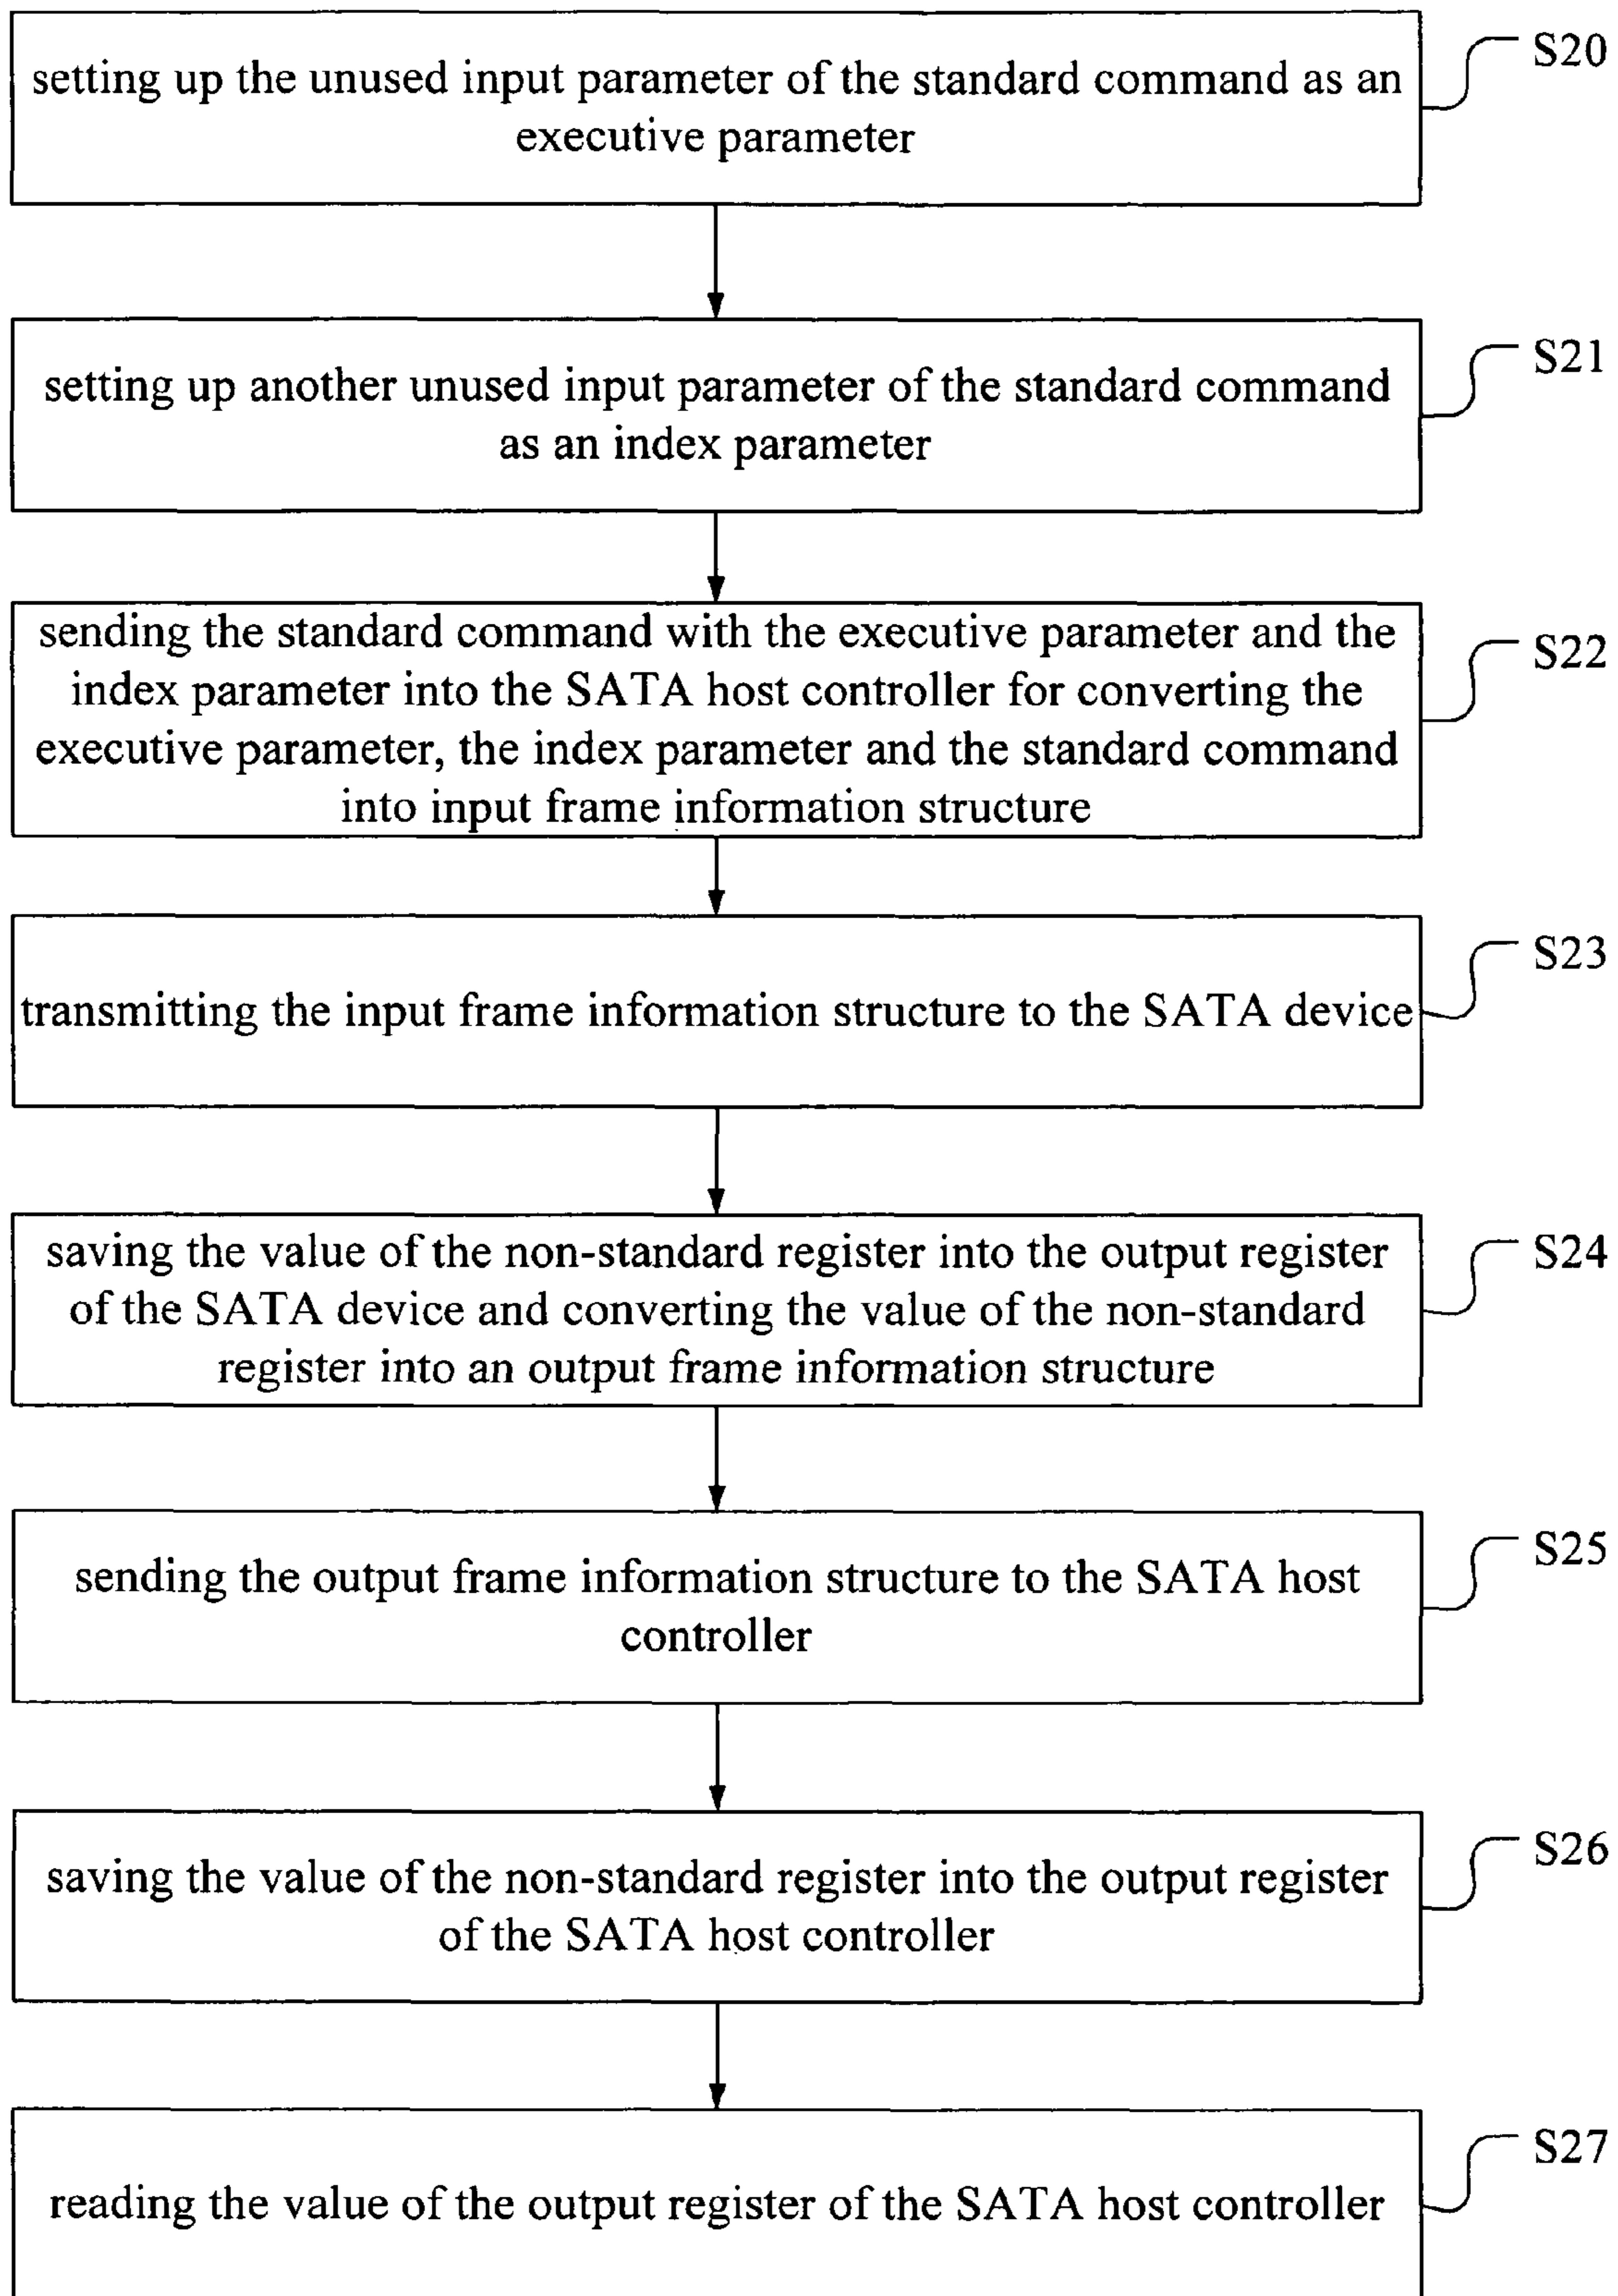 setting up the unused input parameter of the standard command as an
executive parameter
S20
setting up another unused input parameter of the standard command
as an index parameter
S21
sending the standard command with the executive parameter and the
index parameter into the SATA host controller for converting the
executive parameter, the index parameter and the standard command
into input frame information structure
S22
transmitting the input frame information structure to the SATA device
S23
saving the value of the non-standard register into the output register
of the SATA device and converting the value of the non-standard
register into an output frame information structure
S24
sending the output frame information structure to the SATA host
controller
S25
saving the value of the non-standard register into the output register
of the SATA host controller
S26
reading the value of the output register of the SATA host controller
S27